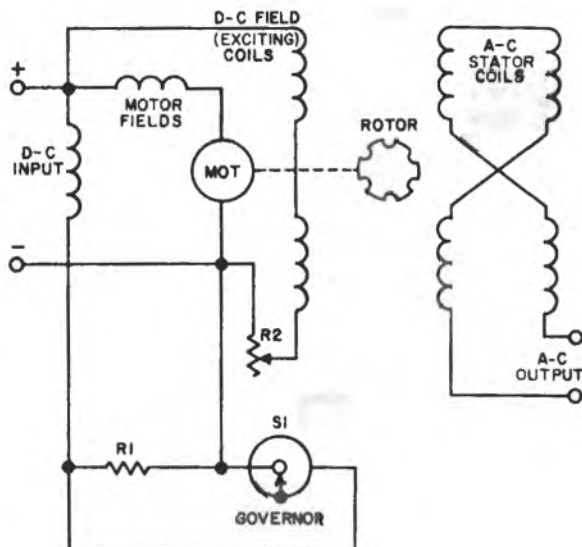 D-C FIELD
(EXCITING)
COILS
A-C
STATOR
COILS
+
MOTOR
FIELDS
ROTOR
D-C
INPUT
MOT
−
R2
A-C
OUTPUT
S1
R1
GOVERNOR